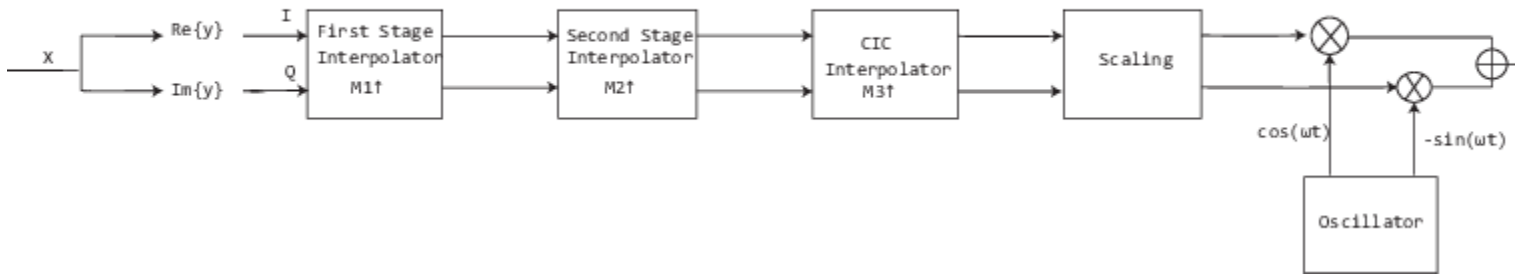 X
Re{y}
Im{y}
I
Q
First Stage
Interpolator
M1↑
Second Stage
Interpolator
M2↑
CIC
Interpolator
M3↑
Scaling
cos(ωt)
-sin(ωt)
Oscillator